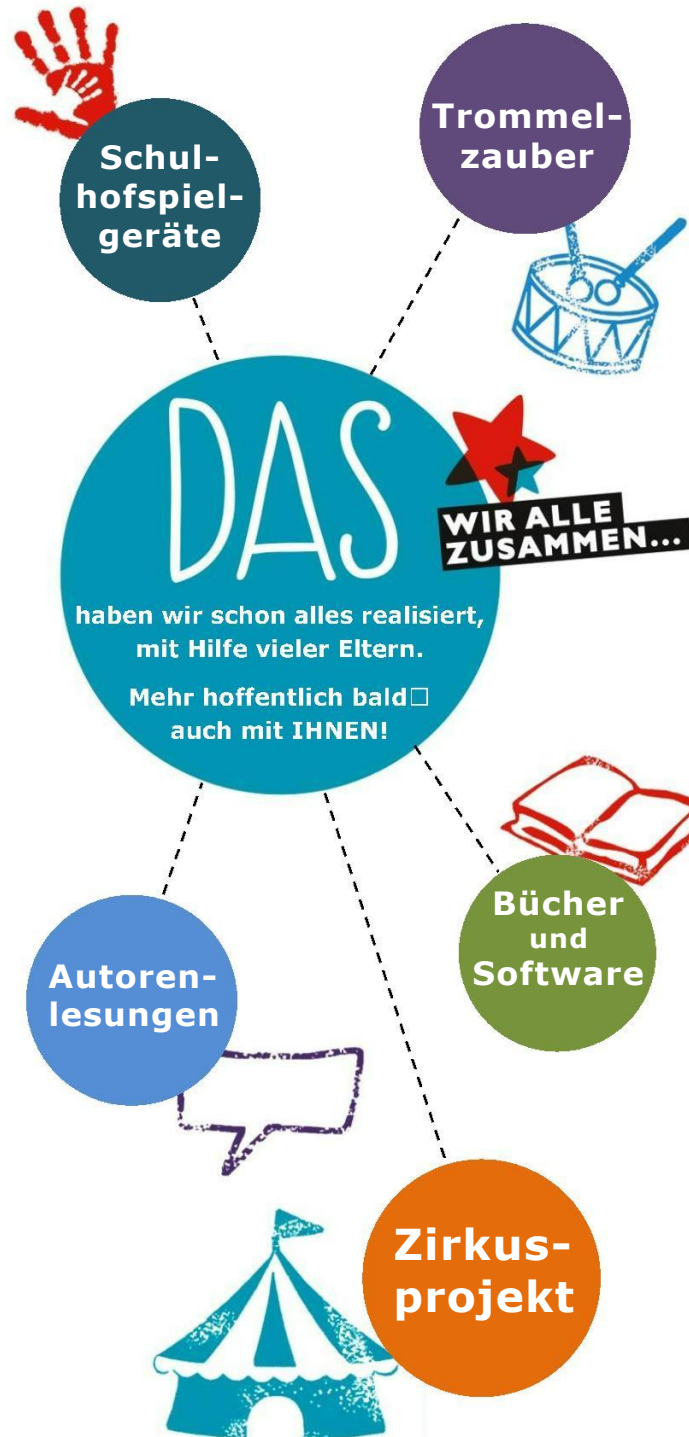 Schul-
hofspiel-
geräte
Trommel-
zauber
DAS
WIR ALLE
ZUSAMMEN...
haben wir schon alles realisiert,
mit Hilfe vieler Eltern.
Mehr hoffentlich bald□
auch mit IHNEN!
Bücher
und
Software
Autoren-
lesungen
Zirkus-
projekt